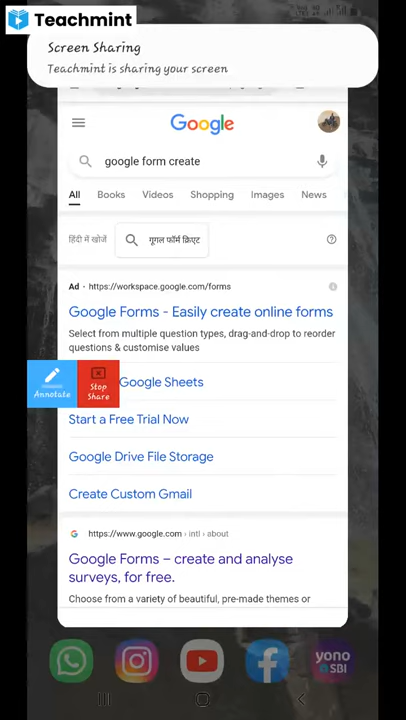 Teachmint
Screen Sharing
Teachmint is sharing your screen
Google
google form create
All Books Videos Shopping Images News
हिंदी में खोजें गूगल फॉर्म क्रिएट
Ad · https://workspace.google.com/forms
Google Forms - Easily create online forms
Select from multiple question types, drag-and-drop to reorder
questions & customise values
Annotate
Stop
Share
Google Sheets
Start a Free Trial Now
Google Drive File Storage
Create Custom Gmail
https://www.google.com › intl › about
Google Forms – create and analyse
surveys, for free.
Choose from a variety of beautiful, pre-made themes or
yono
SBI